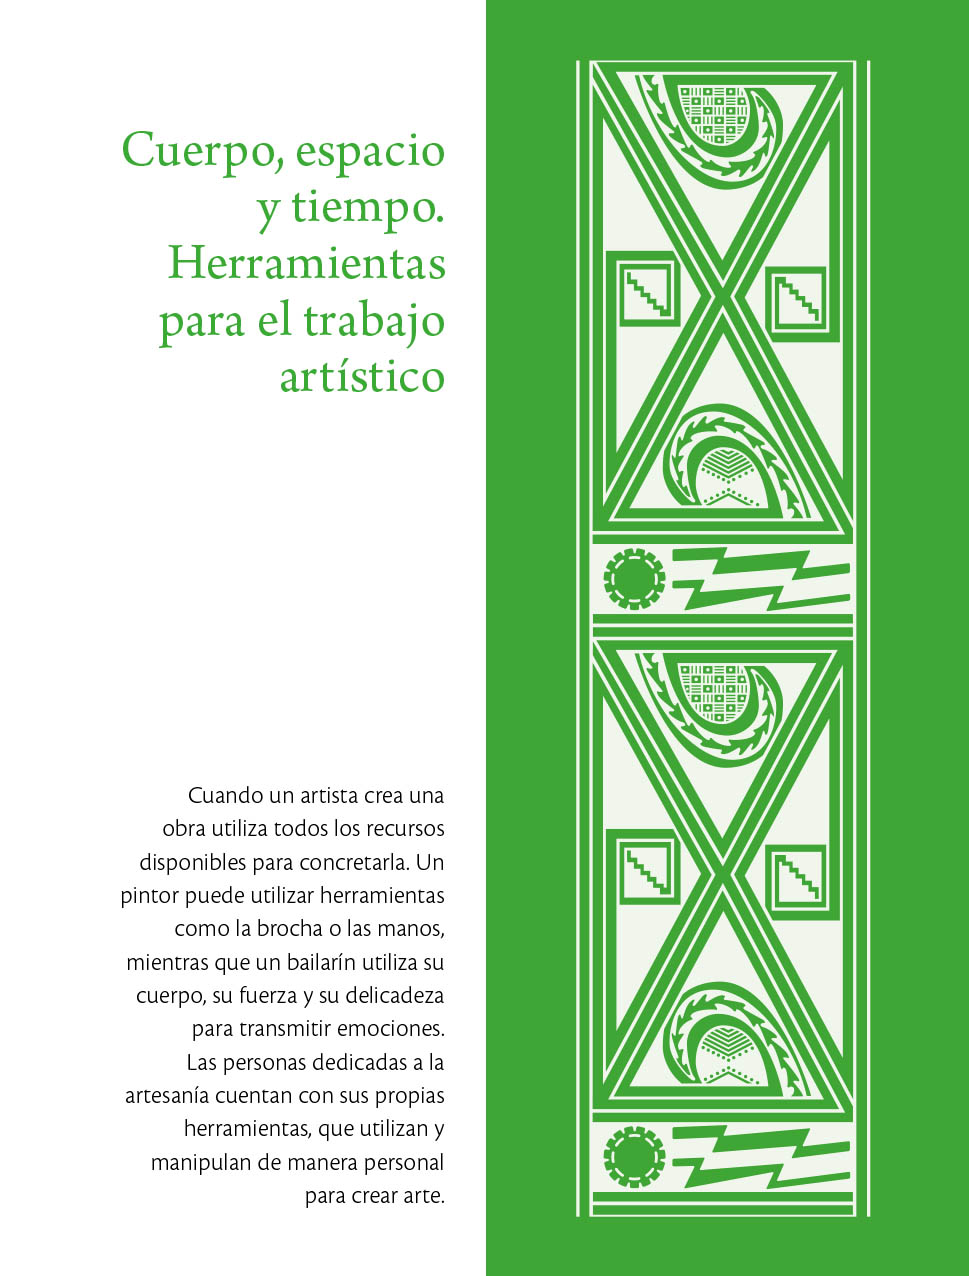 Cuerpo, espacio
y tiempo.
Herramientas
para el trabajo
artístico
Cuando un artista crea una
obra utiliza todos los recursos
disponibles para concretarla. Un
pintor puede utilizar herramientas
como la brocha o las manos,
mientras que un bailarín utiliza su
cuerpo, su fuerza y su delicadeza
para transmitir emociones.
Las personas dedicadas a la
artesanía cuentan con sus propias
herramientas, que utilizan y
manipulan de manera personal
para crear arte.